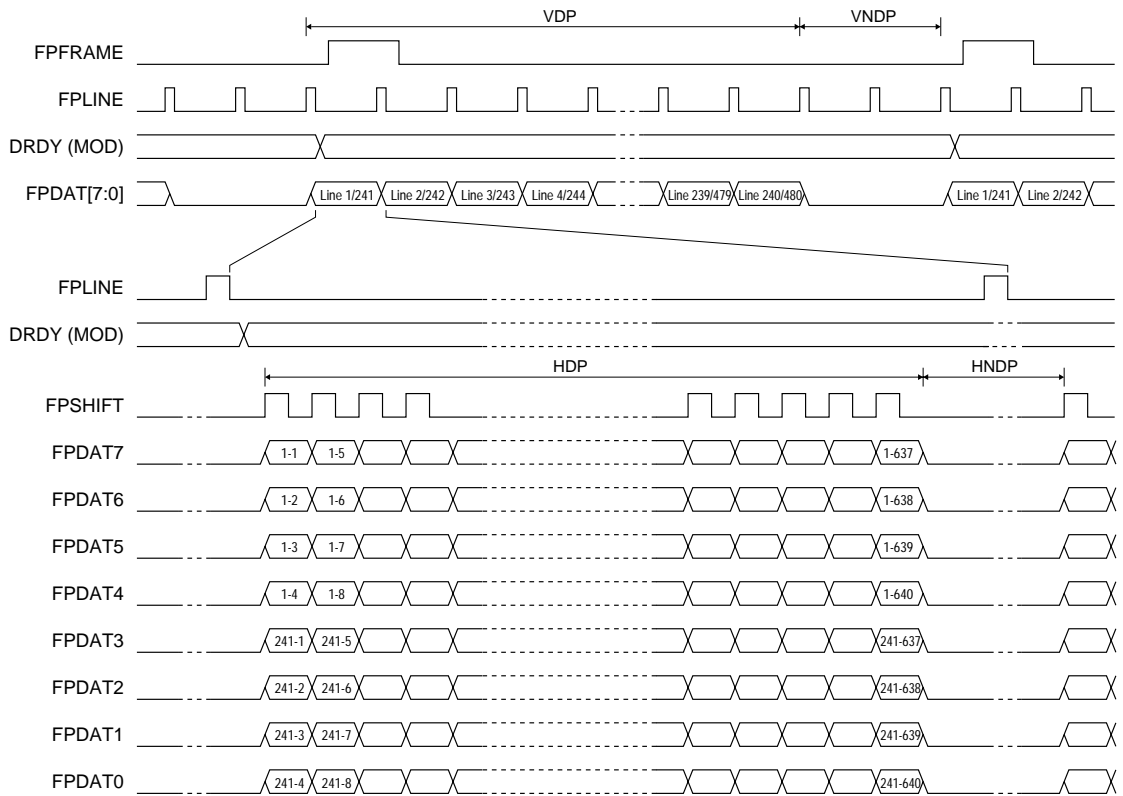 VDP VNDP
FPFRAME
FPLINE
DRDY (MOD)
FPDAT[7:0] Line 1/241 Line 2/242 Line 3/243 Line 4/244 Line 239/479 Line 240/480 Line 1/241 Line 2/242
FPLINE
DRDY (MOD)
HDP HNDP
FPSHIFT
FPDAT7 1-1 1-5 1-637
FPDAT6 1-2 1-6 1-638
FPDAT5 1-3 1-7 1-639
FPDAT4 1-4 1-8 1-640
FPDAT3 241-1 241-5 241-637
FPDAT2 241-2 241-6 241-638
FPDAT1 241-3 241-7 241-639
FPDAT0 241-4 241-8 241-640